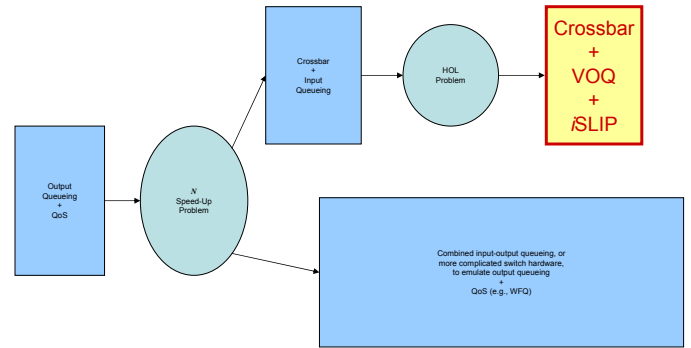 Output
Queueing
+
QoS
N
Speed-Up
Problem
Crossbar
+
Input
Queueing
HOL
Problem
Crossbar
+
VOQ
+
iSLIP
Combined input-output queueing, or
more complicated switch hardware,
to emulate output queueing
+
QoS (e.g., WFQ)